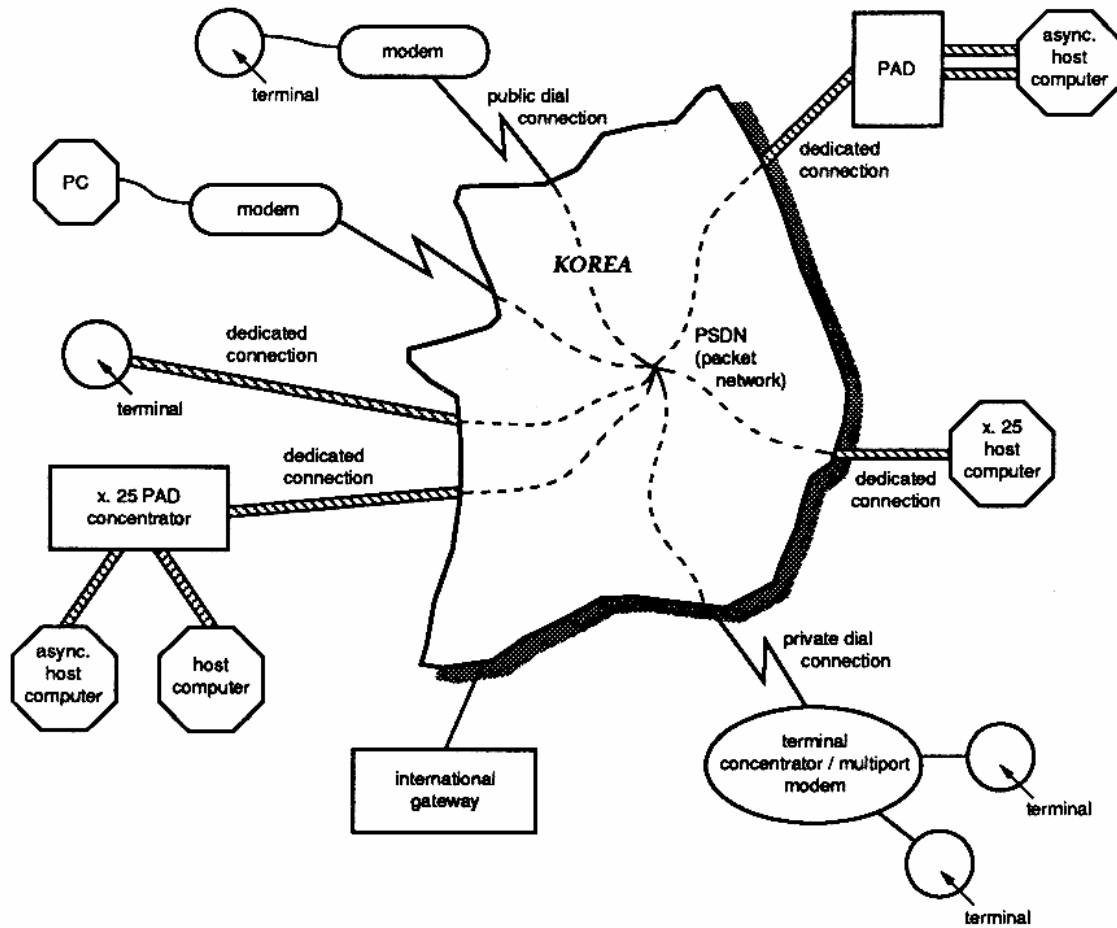 modem
terminal
public dial
connection
PAD
async.
host
computer
dedicated
connection
PC
modem
KOREA
dedicated
connection
PSDN
(packet
network)
terminal
dedicated
connection
x. 25
host
computer
dedicated
connection
x. 25 PAD
concentrator
async.
host
computer
host
computer
private dial
connection
international
gateway
terminal
concentrator / multiport
modem
terminal
terminal